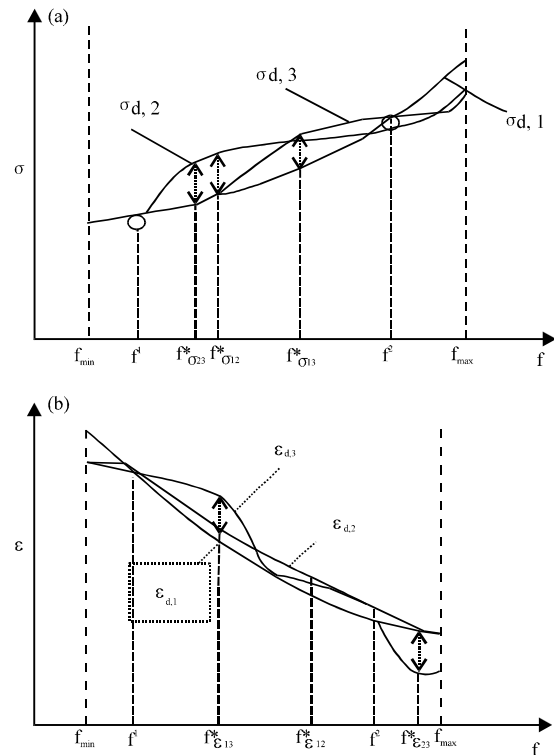 (a)
σd, 3
σd, 2
σd, 1
σ
fmin f¹ f*σ23 f*σ12 f*σ13 f² fmax f
(b)
εd,3
ε
εd,2
εd,1
fmin f¹ f*ε13 f*ε12 f² f*ε23 fmax f